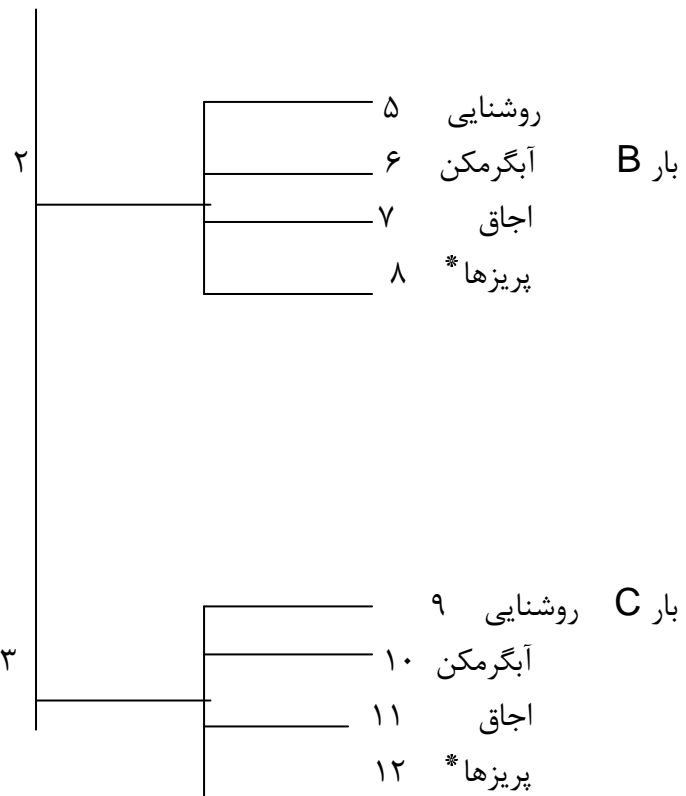 روشنایی ۵
۲ بار B آبگرمکن ۶
اجاق ۷
پریزها* ۸
بار C روشنایی ۹
۳ آبگرمکن ۱۰
اجاق ۱۱
پریزها* ۱۲